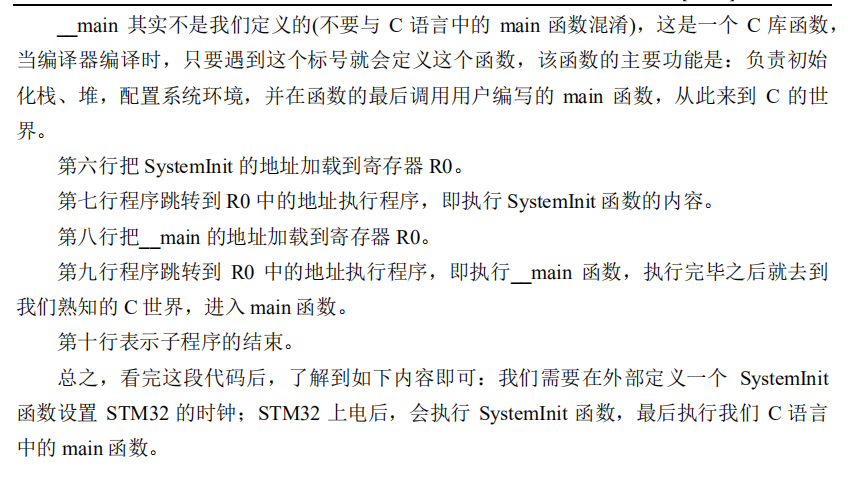 __main 其实不是我们定义的(不要与 C 语言中的 main 函数混淆)，这是一个 C 库函数，
当编译器编译时，只要遇到这个标号就会定义这个函数，该函数的主要功能是：负责初始
化栈、堆，配置系统环境，并在函数的最后调用用户编写的 main 函数，从此来到 C 的世
界。
第六行把 SystemInit 的地址加载到寄存器 R0。
第七行程序跳转到 R0 中的地址执行程序，即执行 SystemInit 函数的内容。
第八行把__main 的地址加载到寄存器 R0。
第九行程序跳转到 R0 中的地址执行程序，即执行__main 函数，执行完毕之后就去到
我们熟知的 C 世界，进入 main 函数。
第十行表示子程序的结束。
总之，看完这段代码后，了解到如下内容即可：我们需要在外部定义一个 SystemInit
函数设置 STM32 的时钟；STM32 上电后，会执行 SystemInit 函数，最后执行我们 C 语言
中的 main 函数。